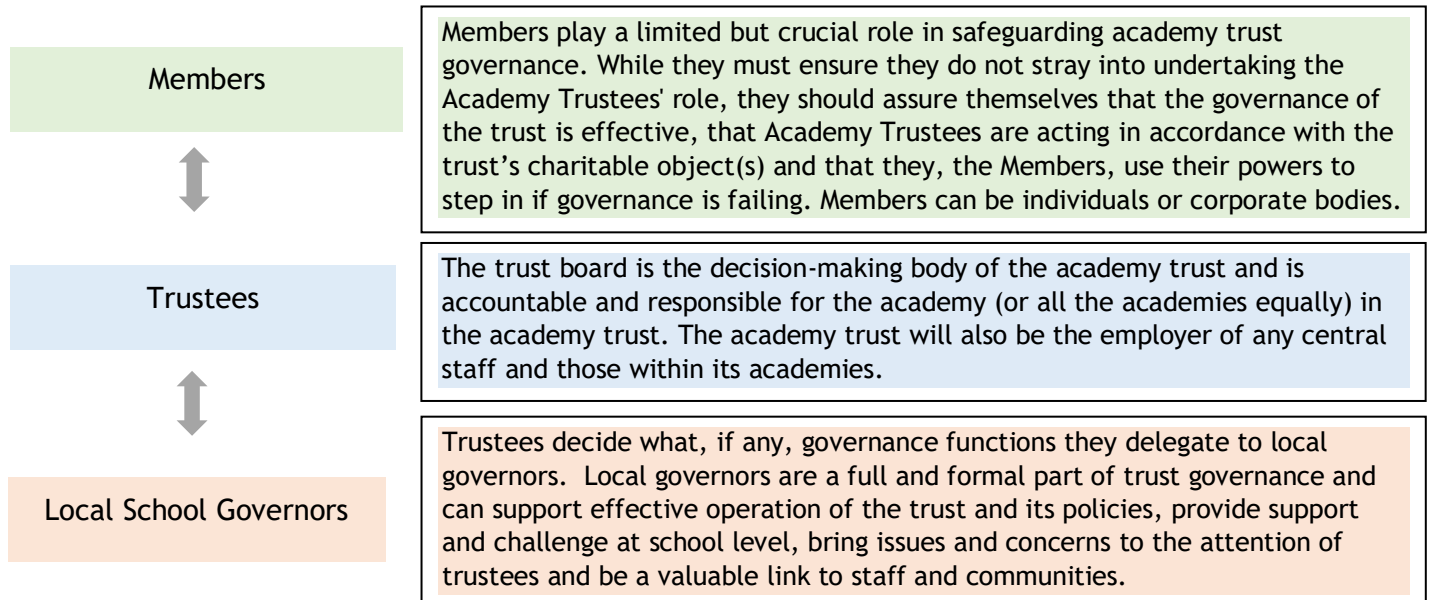 Members
Members play a limited but crucial role in safeguarding academy trust
governance. While they must ensure they do not stray into undertaking the
Academy Trustees' role, they should assure themselves that the governance of
the trust is effective, that Academy Trustees are acting in accordance with the
trust’s charitable object(s) and that they, the Members, use their powers to
step in if governance is failing. Members can be individuals or corporate bodies.
Trustees
The trust board is the decision-making body of the academy trust and is
accountable and responsible for the academy (or all the academies equally) in
the academy trust. The academy trust will also be the employer of any central
staff and those within its academies.
Local School Governors
Trustees decide what, if any, governance functions they delegate to local
governors.  Local governors are a full and formal part of trust governance and
can support effective operation of the trust and its policies, provide support
and challenge at school level, bring issues and concerns to the attention of
trustees and be a valuable link to staff and communities.